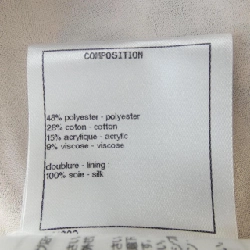 COMPOSITION
48% polyester - polyester
28% coton - cotton
15% acrylique - acrylic
9% viscose - viscose
doublure - lining :
100% soie - silk